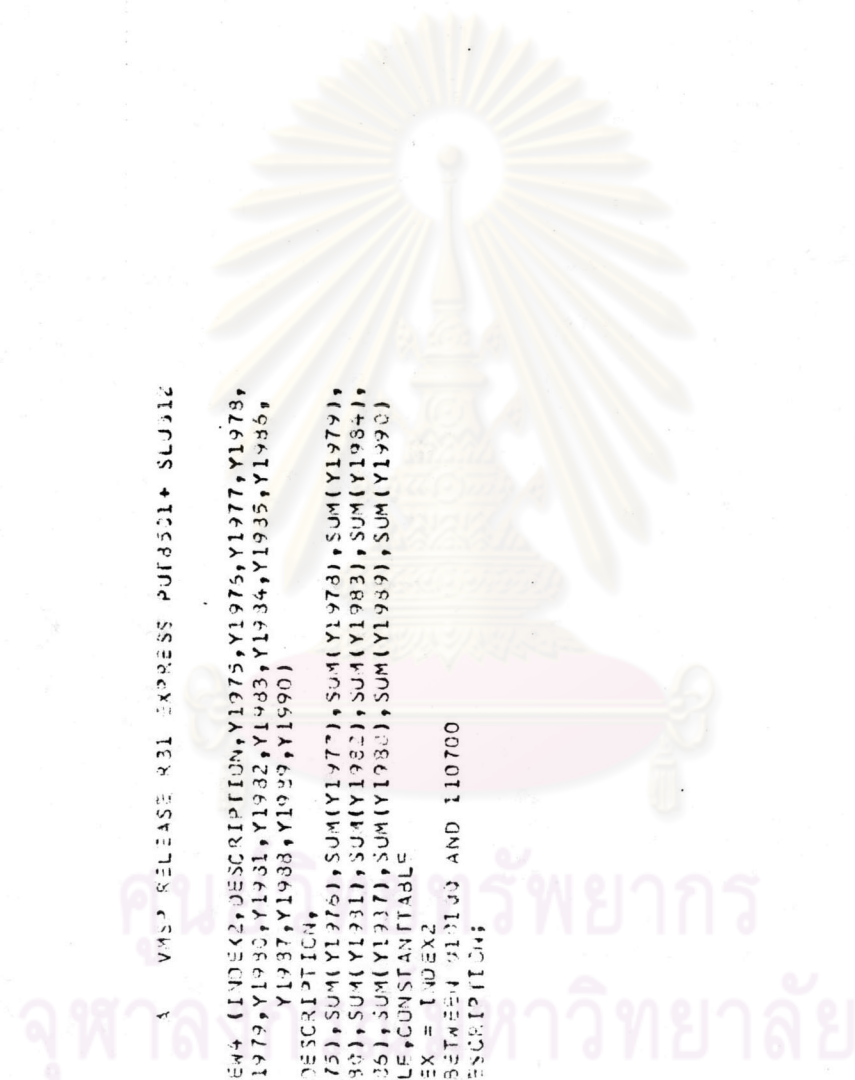 A VMSP RELEASE R31 EXPRESS PUT8501+ SLU312
EW4 (INDEX2,DESCRIPTION,Y1975,Y1976,Y1977,Y1978,
1979,Y1980,Y1981,Y1982,Y1983,Y1984,Y1985,Y1986,
Y1987,Y1988,Y1989,Y1990)
DESCRIPTION,
75),SUM(Y1976),SUM(Y1977),SUM(Y1978),SUM(Y1979),
80),SUM(Y1981),SUM(Y1982),SUM(Y1983),SUM(Y1984),
86),SUM(Y1987),SUM(Y1988),SUM(Y1989),SUM(Y1990)
LE,CONSTANTTABLE
EX = INDEX2
BETWEEN 010100 AND 110700
ESCRIPTION;
ศูนย์วิทยทรัพยากร
จุฬาลงกรณ์มหาวิทยาลัย